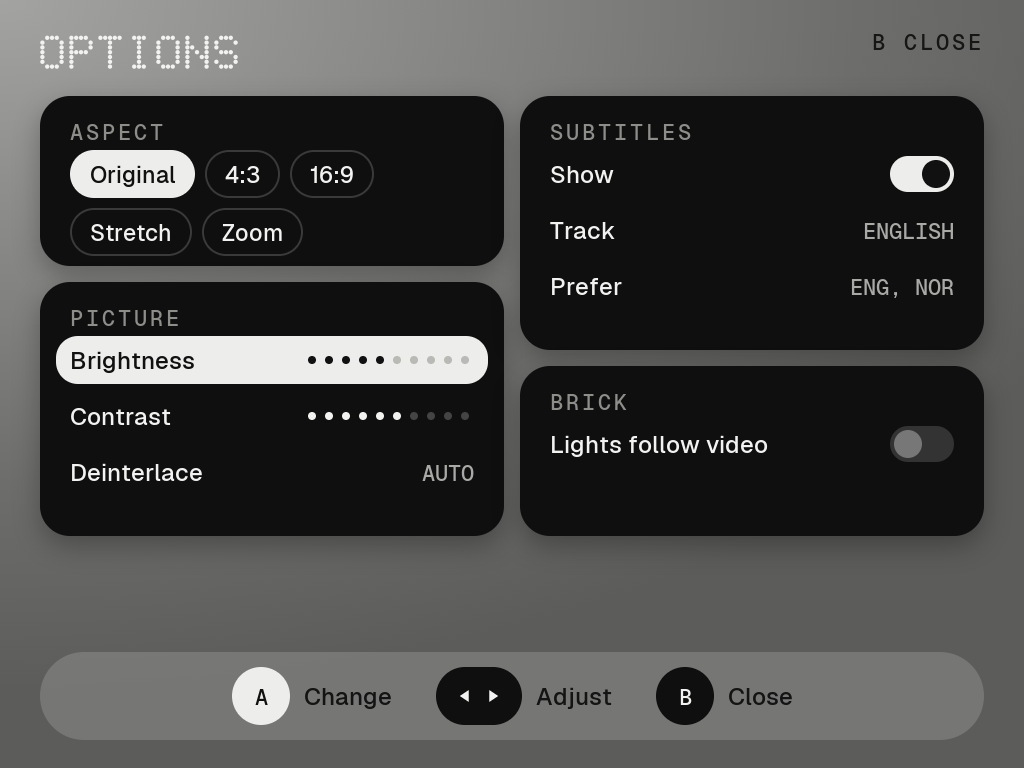 OPTIONS
B CLOSE
ASPECT
Original 4:3 16:9
Stretch Zoom
PICTURE
Brightness
Contrast
Deinterlace AUTO
SUBTITLES
Show
Track ENGLISH
Prefer ENG, NOR
BRICK
Lights follow video
A Change Adjust B Close